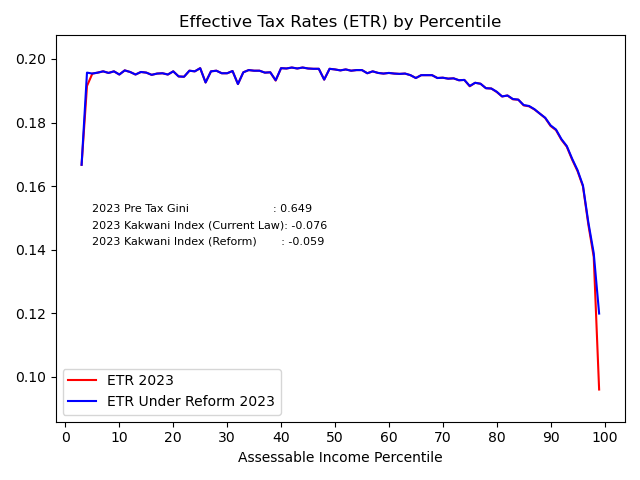 Effective Tax Rates (ETR) by Percentile
0.20
0.18
0.16
0.14
0.12
0.10
2023 Pre Tax Gini : 0.649
2023 Kakwani Index (Current Law): -0.076
2023 Kakwani Index (Reform) : -0.059
ETR 2023
ETR Under Reform 2023
0 10 20 30 40 50 60 70 80 90 100
Assessable Income Percentile